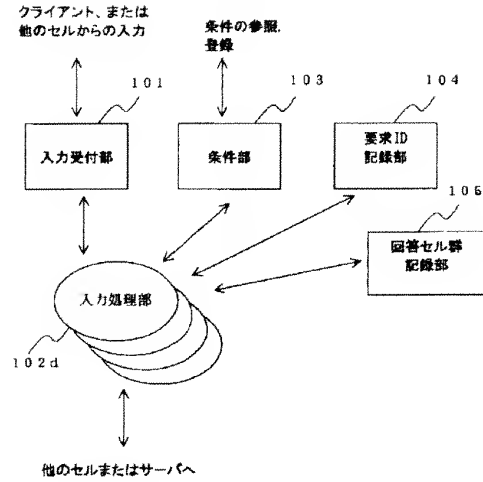 クライアント、または
他のセルからの入力
条件の参照,
登録
101
103
104
入力受付部
条件部
要求ID
記録部
106
回答セル群
記録部
入力処理部
102d
他のセルまたはサーバへ